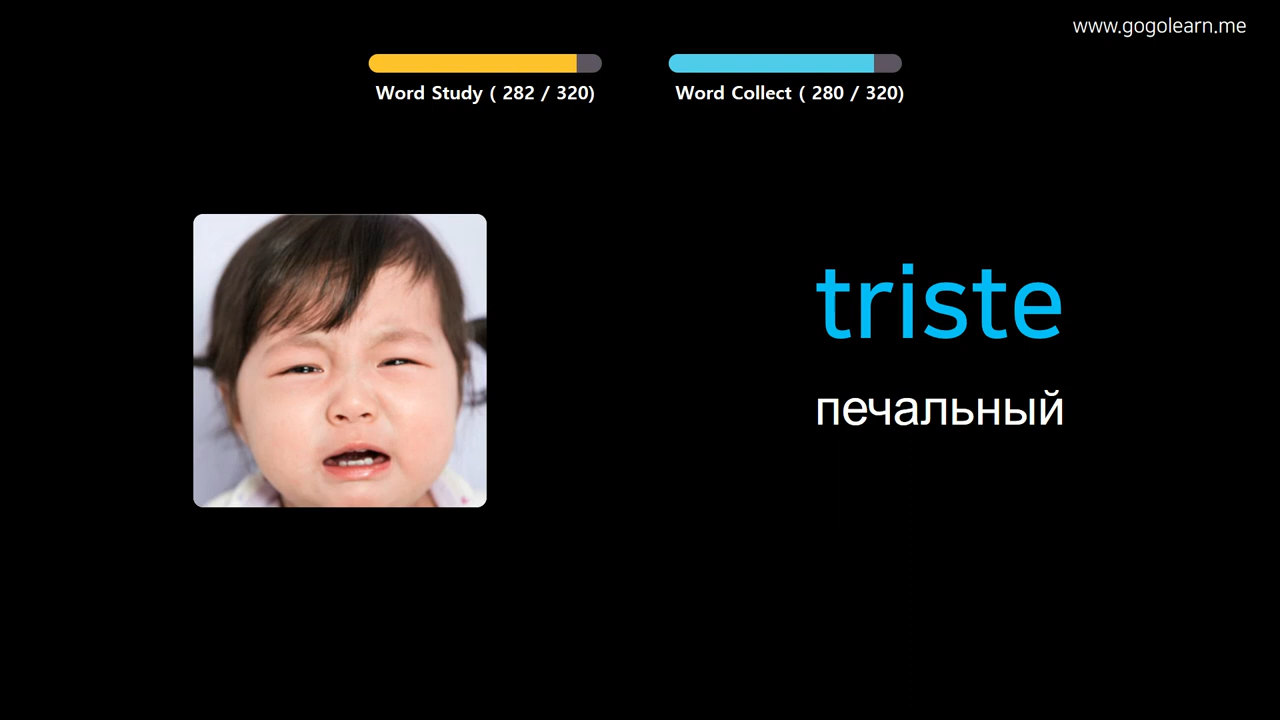 www.gogolearn.me
Word Study ( 282 / 320)
Word Collect ( 280 / 320)
triste
печальный